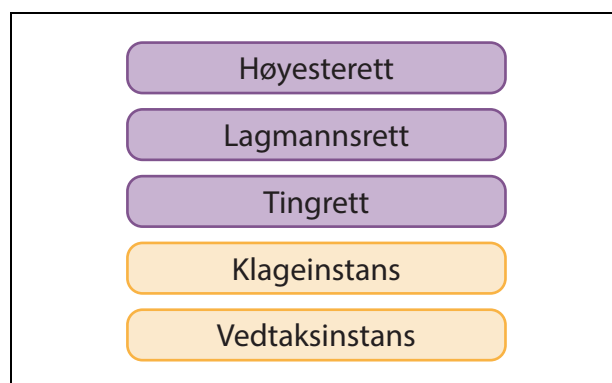 Høyesterett
Lagmannsrett
Tingrett
Klageinstans
Vedtaksinstans